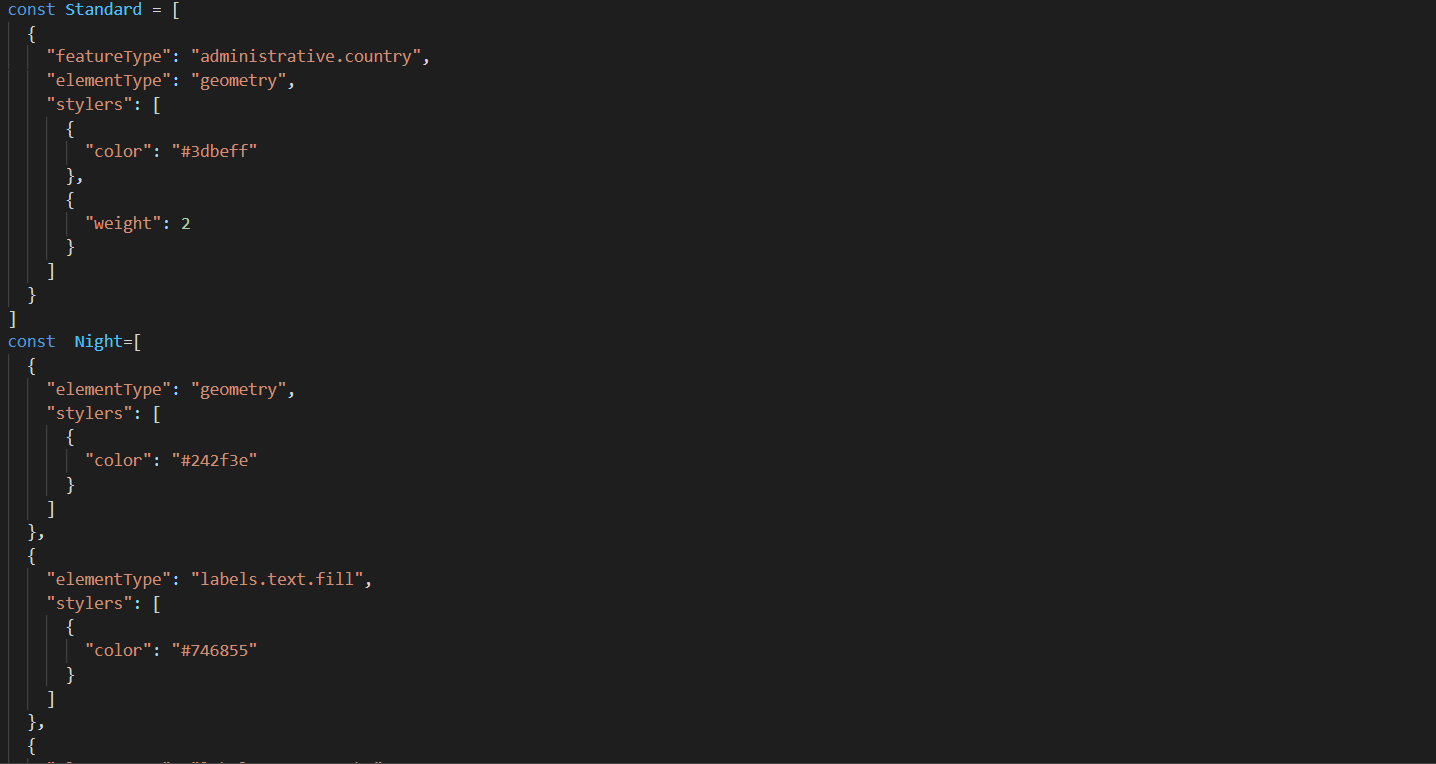 const Standard = [
  {
    "featureType": "administrative.country",
    "elementType": "geometry",
    "stylers": [
      {
        "color": "#3dbeff"
      },
      {
        "weight": 2
      }
    ]
  }
]
const  Night=[
  {
    "elementType": "geometry",
    "stylers": [
      {
        "color": "#242f3e"
      }
    ]
  },
  {
    "elementType": "labels.text.fill",
    "stylers": [
      {
        "color": "#746855"
      }
    ]
  },
  {